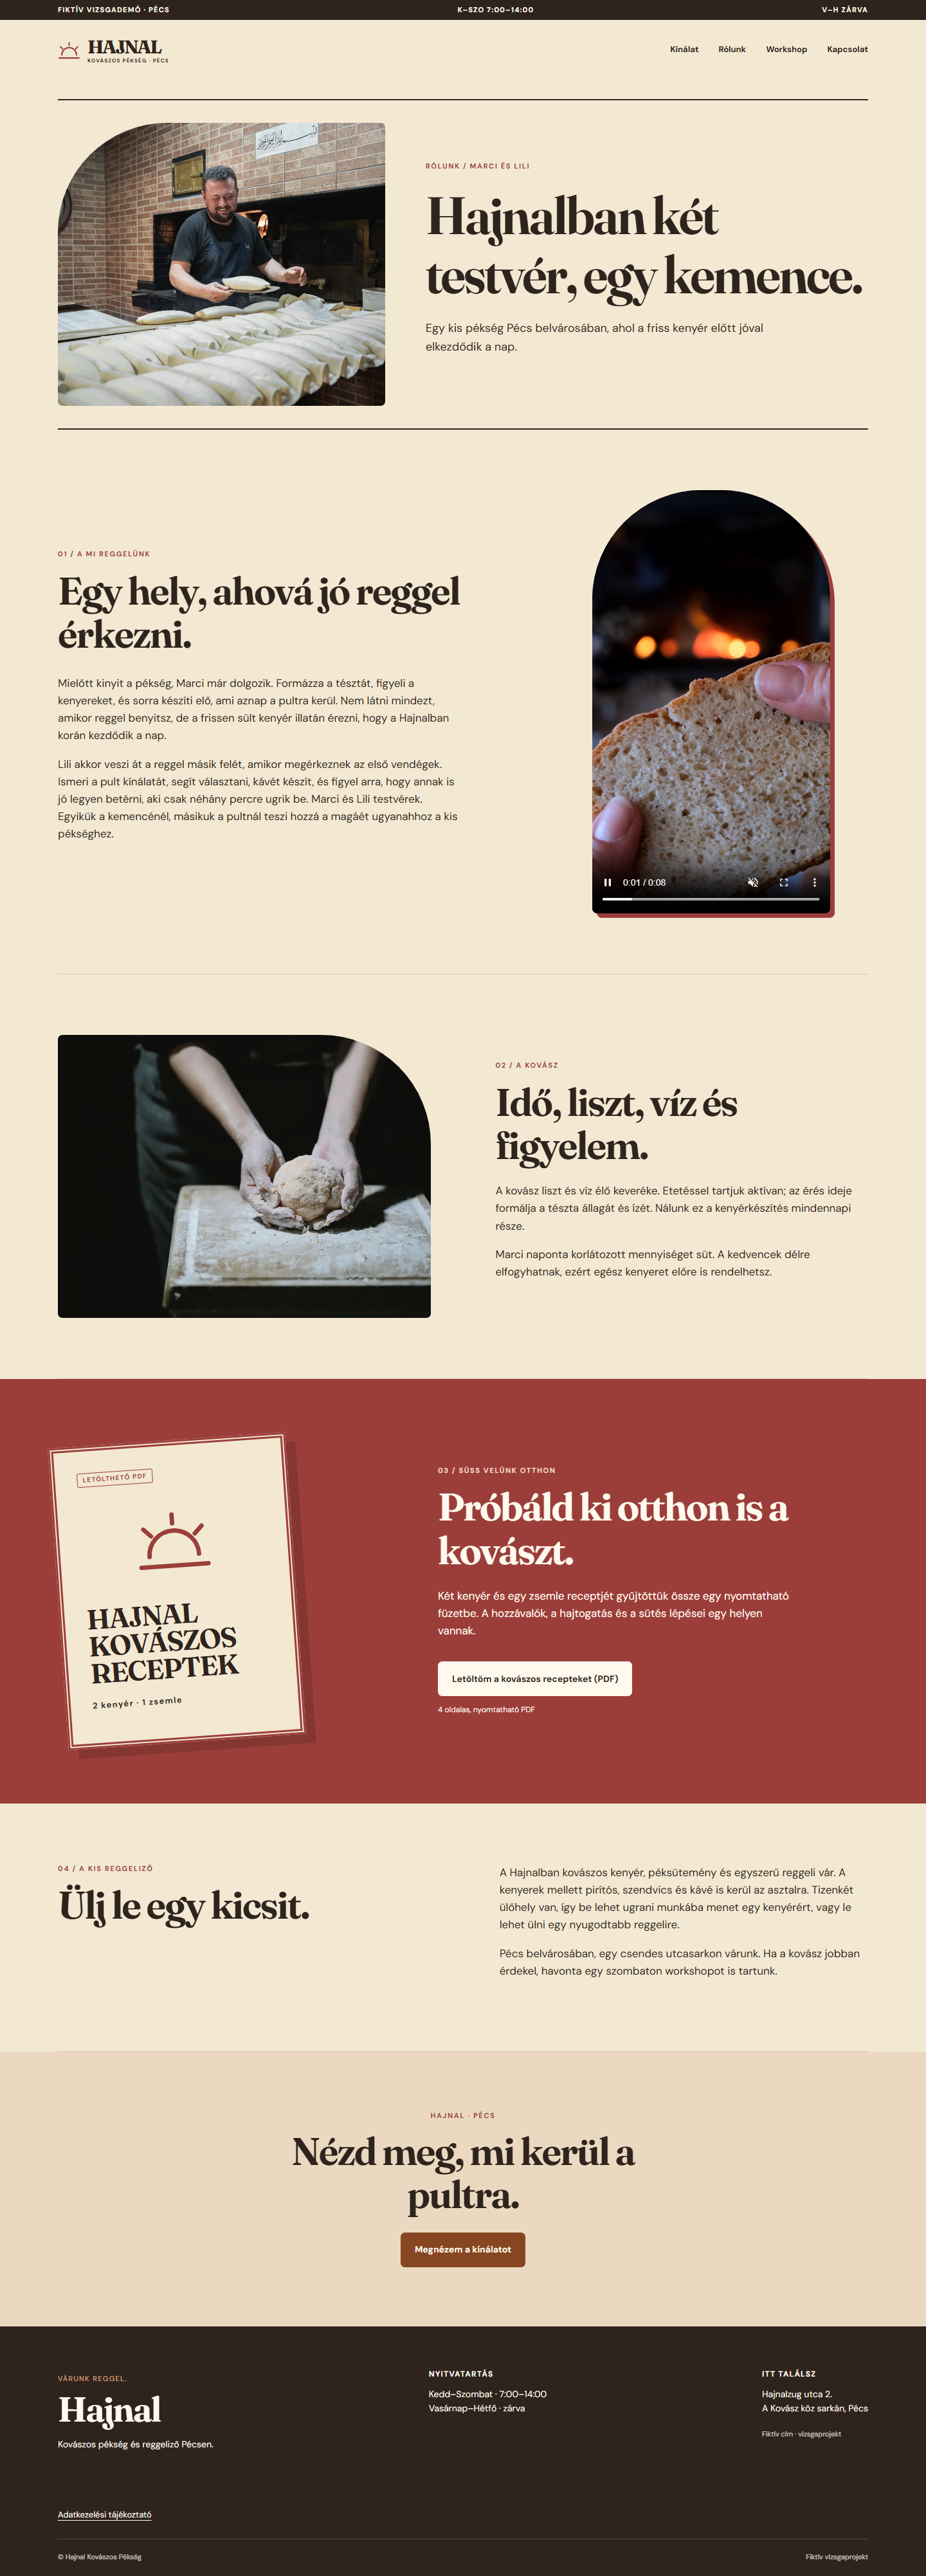 FIKTÍV VIZSGADEMÓ · PÉCS
K–SZO 7:00–14:00
V–H ZÁRVA
HAJNAL
KOVÁSZOS PÉKSÉG · PÉCS
Kínálat
Rólunk
Workshop
Kapcsolat
RÓLUNK / MARCI ÉS LILI
Hajnalban két
testvér, egy kemence.
Egy kis pékség Pécs belvárosában, ahol a friss kenyér előtt jóval
elkezdődik a nap.
01 / A MI REGGELÜNK
Egy hely, ahová jó reggel
érkezni.
Mielőtt kinyit a pékség, Marci már dolgozik. Formázza a tésztát, figyeli a
kenyereket, és sorra készíti elő, ami aznap a pultra kerül. Nem látni mindezt,
amikor reggel benyitsz, de a frissen sült kenyér illatán érezni, hogy a Hajnalban
korán kezdődik a nap.
Lili akkor veszi át a reggel másik felét, amikor megérkeznek az első vendégek.
Ismeri a pult kínálatát, segít választani, kávét készít, és figyel arra, hogy annak is
jó legyen betérni, aki csak néhány percre ugrik be. Marci és Lili testvérek.
Egyikük a kemencénél, másikuk a pultnál teszi hozzá a magáét ugyanahhoz a kis
pékséghez.
0:01 / 0:08
02 / A KOVÁSZ
Idő, liszt, víz és
figyelem.
A kovász liszt és víz élő keveréke. Etetéssel tartjuk aktívan; az érés ideje
formálja a tészta állagát és ízét. Nálunk ez a kenyérkészítés mindennapi
része.
Marci naponta korlátozott mennyiséget süt. A kedvencek délre
elfogyhatnak, ezért egész kenyeret előre is rendelhetsz.
LETÖLTHETŐ PDF
HAJNAL
KOVÁSZOS
RECEPTEK
2 kenyér · 1 zsemle
03 / SÜSS VELÜNK OTTHON
Próbáld ki otthon is a
kovászt.
Két kenyér és egy zsemle receptjét gyűjtöttük össze egy nyomtatható
füzetbe. A hozzávalók, a hajtogatás és a sütés lépései egy helyen
vannak.
Letöltöm a kovászos recepteket (PDF)
4 oldalas, nyomtatható PDF
04 / A KIS REGGELIZŐ
Ülj le egy kicsit.
A Hajnalban kovászos kenyér, péksütemény és egyszerű reggeli vár. A
kenyerek mellett pirítós, szendvics és kávé is kerül az asztalra. Tizenkét
ülőhely van, így be lehet ugrani munkába menet egy kenyérért, vagy le
lehet ülni egy nyugodtabb reggelire.
Pécs belvárosában, egy csendes utcasarkon várunk. Ha a kovász jobban
érdekel, havonta egy szombaton workshopot is tartunk.
HAJNAL · PÉCS
Nézd meg, mi kerül a
pultra.
Megnézem a kínálatot
VÁRUNK REGGEL.
Hajnal
Kovászos pékség és reggeliző Pécsen.
NYITVATARTÁS
Kedd–Szombat · 7:00–14:00
Vasárnap–Hétfő · zárva
ITT TALÁLSZ
Hajnalzug utca 2.
A Kovász köz sarkán, Pécs
Fiktív cím · vizsgaprojekt
Adatkezelési tájékoztató
© Hajnal Kovászos Pékség
Fiktív vizsgaprojekt